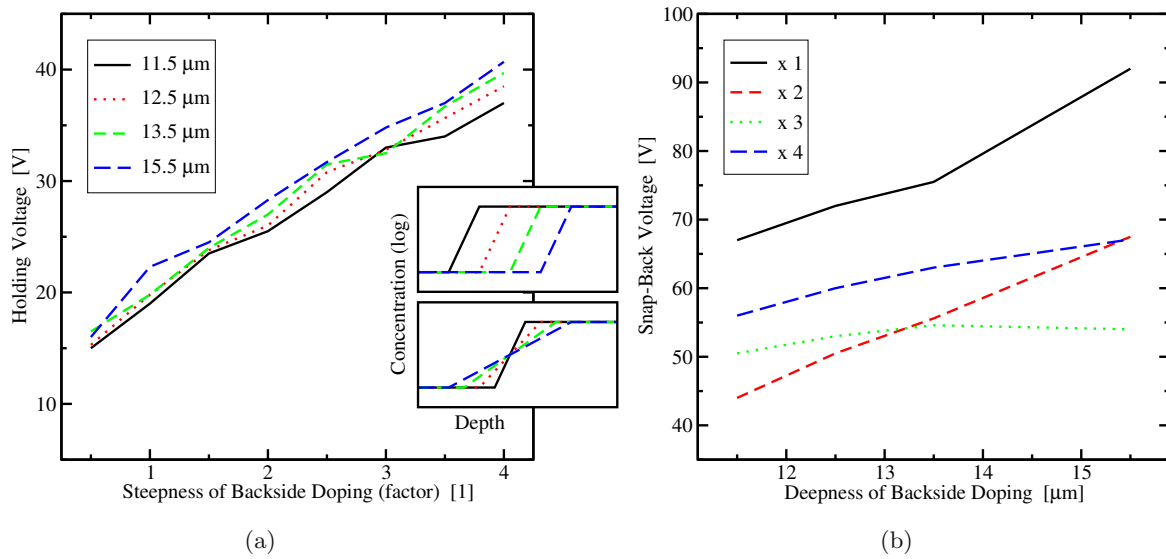 40
30
20
10
1
2
3
4
Holding Voltage [V]
Steepness of Backside Doping (factor) [1]
11.5 µm
12.5 µm
13.5 µm
15.5 µm
Concentration (log)
Depth
(a)
100
90
80
70
60
50
40
12
13
14
15
Snap-Back Voltage [V]
Deepness of Backside Doping [µm]
x 1
x 2
x 3
x 4
(b)